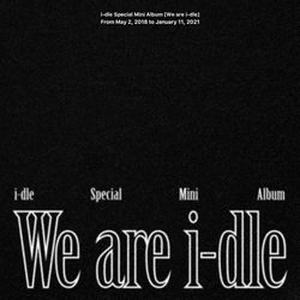 i-dle Special Mini Album [We are i-dle]
From May 2, 2018 to January 11, 2021
i-dle Special Mini Album
We are i-dle